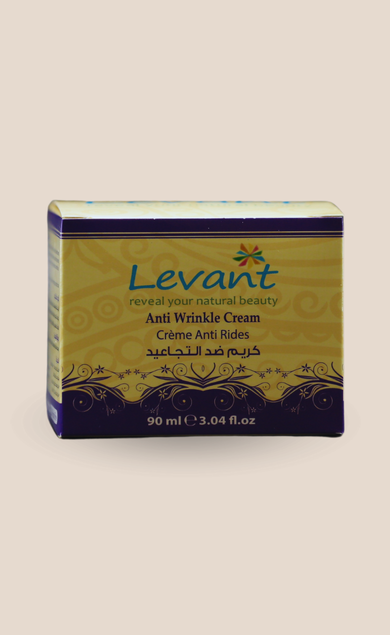 Levant
reveal your natural beauty
Anti Wrinkle Cream
Crème Anti Rides
كريم ضد التجاعيد
90 ml ℮ 3.04 fl.oz